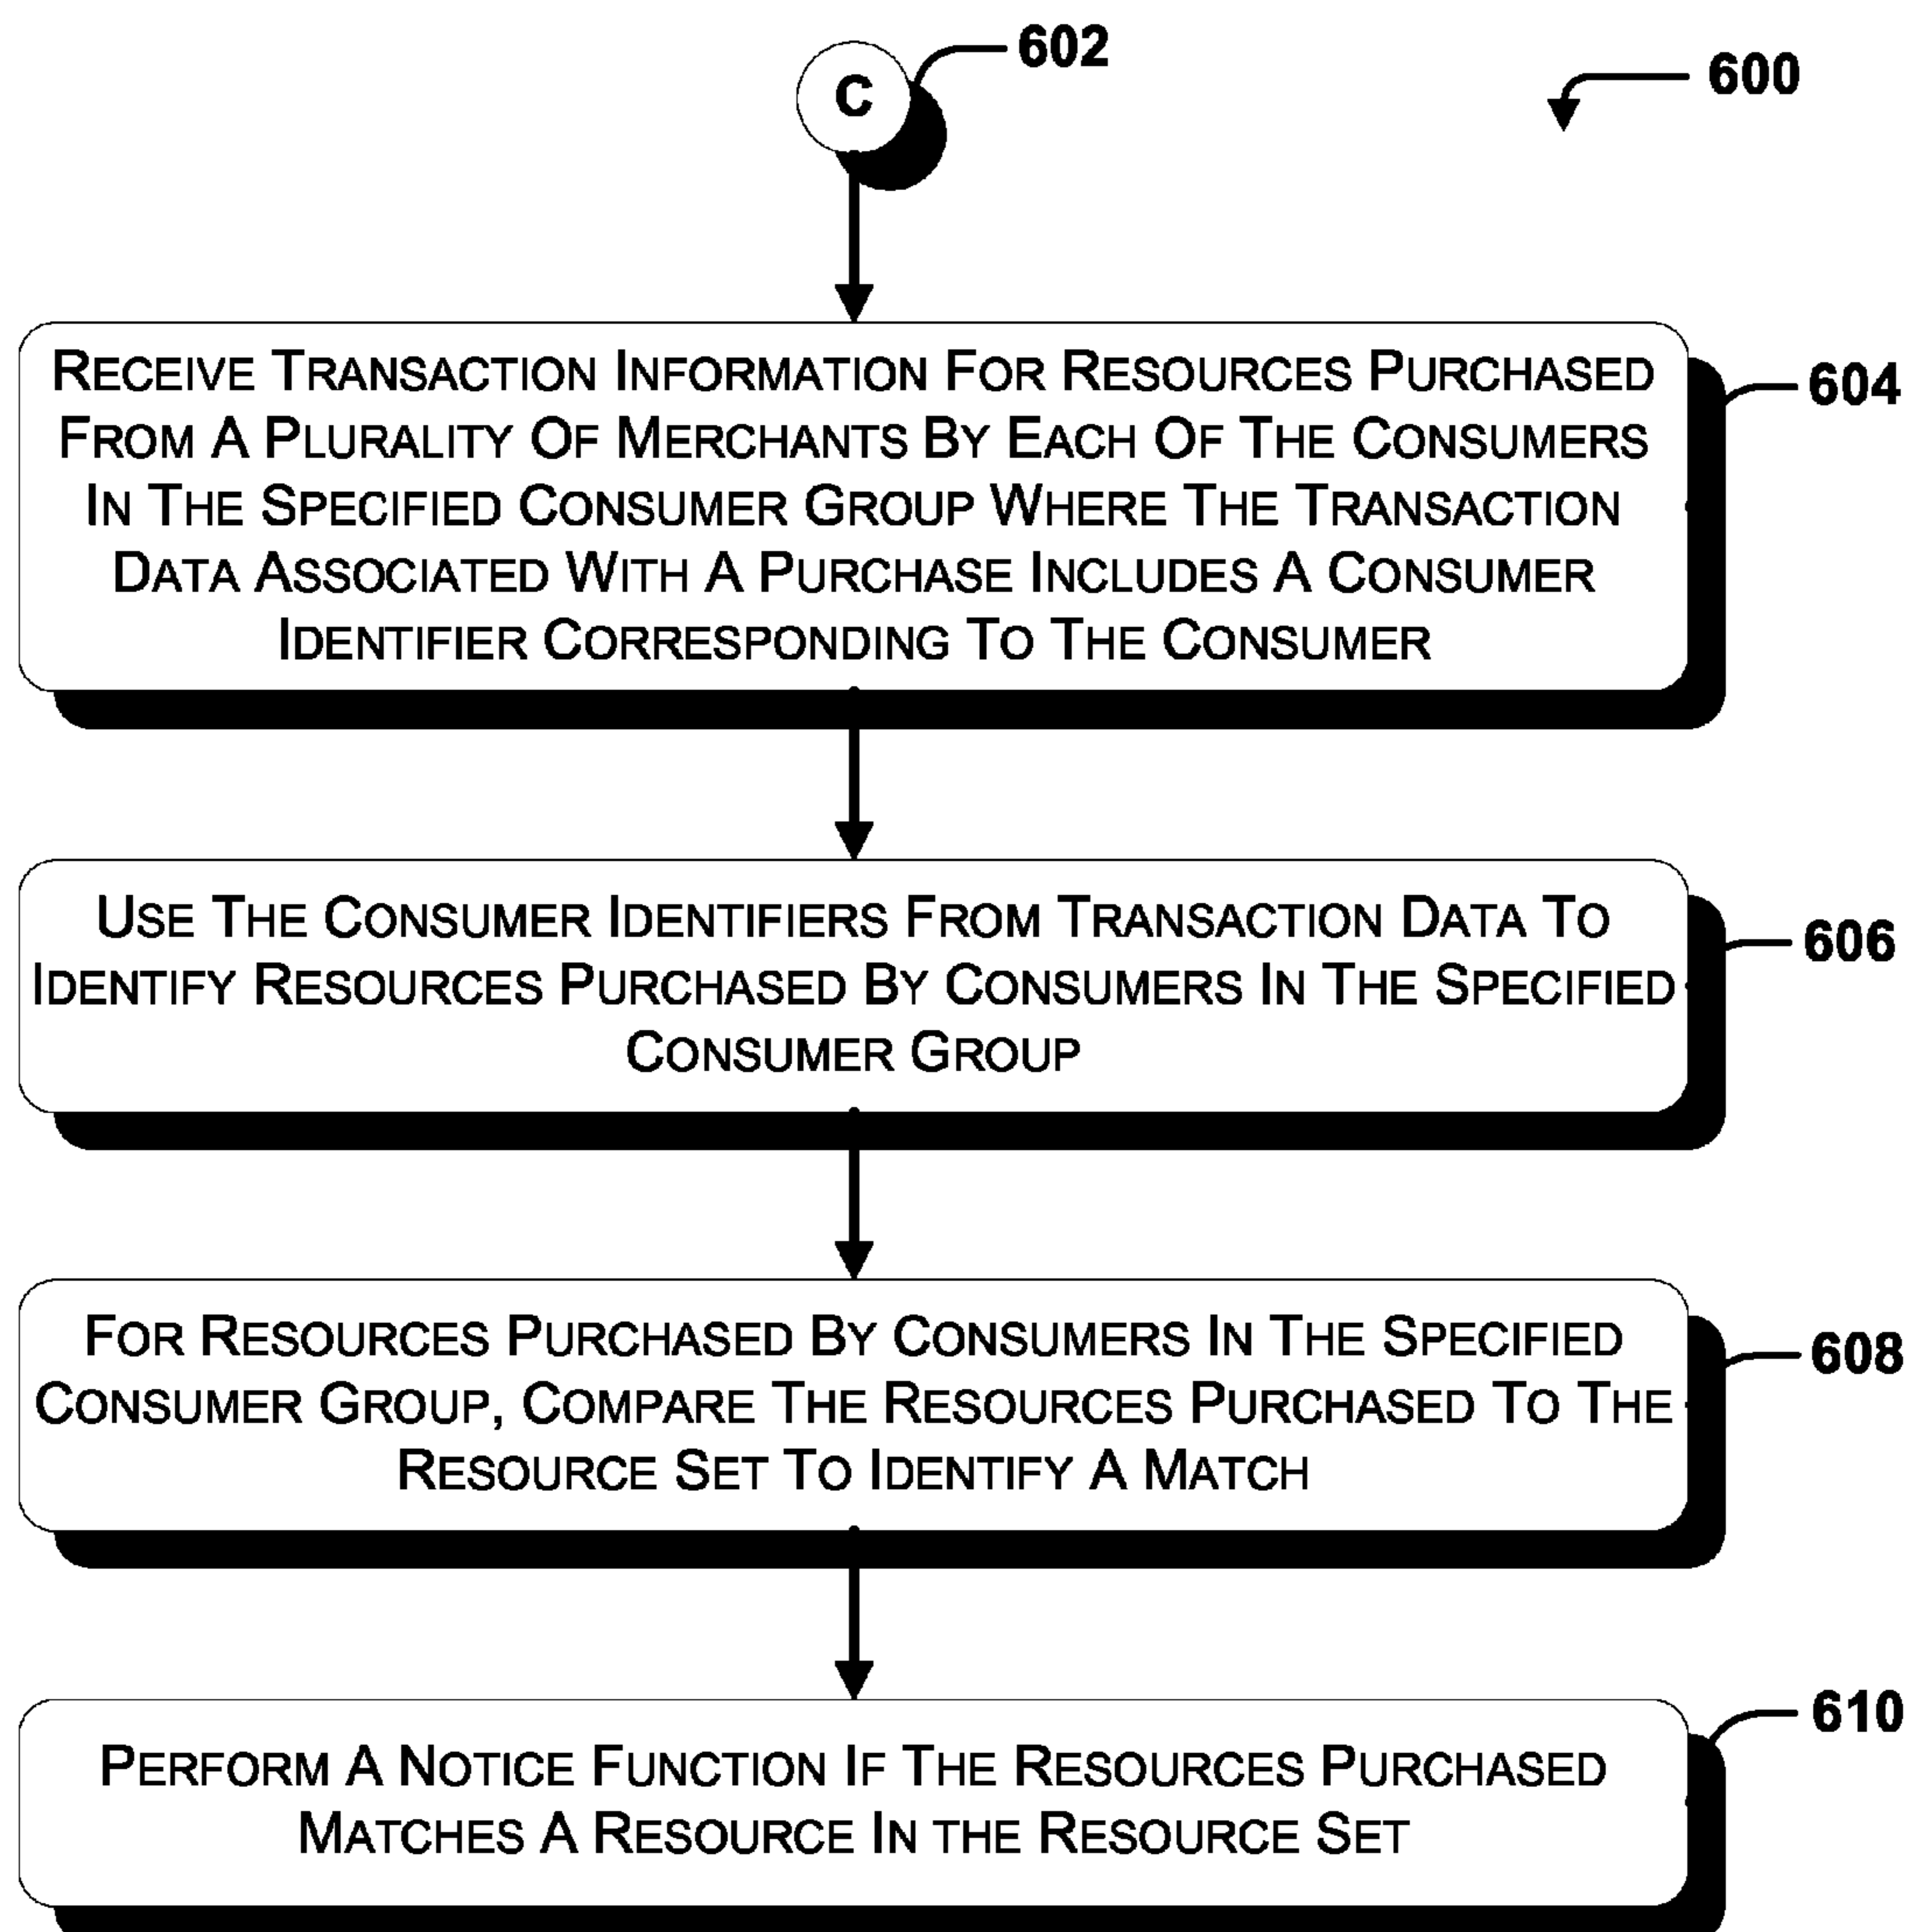 602
600
C
RECEIVE TRANSACTION INFORMATION FOR RESOURCES PURCHASED
FROM A PLURALITY OF MERCHANTS BY EACH OF THE CONSUMERS
IN THE SPECIFIED CONSUMER GROUP WHERE THE TRANSACTION
DATA ASSOCIATED WITH A PURCHASE INCLUDES A CONSUMER
IDENTIFIER CORRESPONDING TO THE CONSUMER
604
USE THE CONSUMER IDENTIFIERS FROM TRANSACTION DATA TO
IDENTIFY RESOURCES PURCHASED BY CONSUMERS IN THE SPECIFIED
CONSUMER GROUP
606
FOR RESOURCES PURCHASED BY CONSUMERS IN THE SPECIFIED
CONSUMER GROUP, COMPARE THE RESOURCES PURCHASED TO THE
RESOURCE SET TO IDENTIFY A MATCH
608
PERFORM A NOTICE FUNCTION IF THE RESOURCES PURCHASED
MATCHES A RESOURCE IN THE RESOURCE SET
610